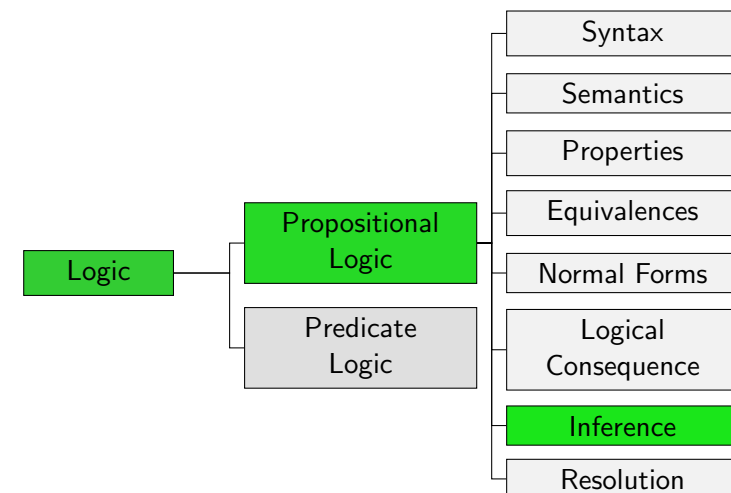 Logic
Propositional
Logic
Predicate
Logic
Syntax
Semantics
Properties
Equivalences
Normal Forms
Logical
Consequence
Inference
Resolution